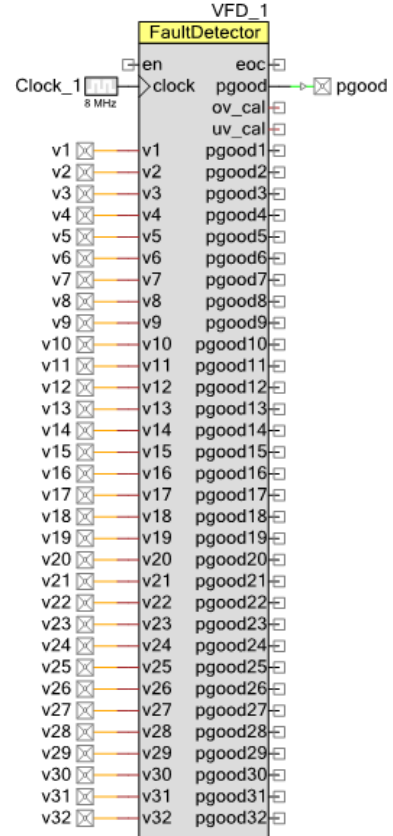 VFD_1
FaultDetector
en eoc
Clock_1 8 MHz clock pgood pgood
ov_cal
uv_cal
v1 v1 pgood1
v2 v2 pgood2
v3 v3 pgood3
v4 v4 pgood4
v5 v5 pgood5
v6 v6 pgood6
v7 v7 pgood7
v8 v8 pgood8
v9 v9 pgood9
v10 v10 pgood10
v11 v11 pgood11
v12 v12 pgood12
v13 v13 pgood13
v14 v14 pgood14
v15 v15 pgood15
v16 v16 pgood16
v17 v17 pgood17
v18 v18 pgood18
v19 v19 pgood19
v20 v20 pgood20
v21 v21 pgood21
v22 v22 pgood22
v23 v23 pgood23
v24 v24 pgood24
v25 v25 pgood25
v26 v26 pgood26
v27 v27 pgood27
v28 v28 pgood28
v29 v29 pgood29
v30 v30 pgood30
v31 v31 pgood31
v32 v32 pgood32